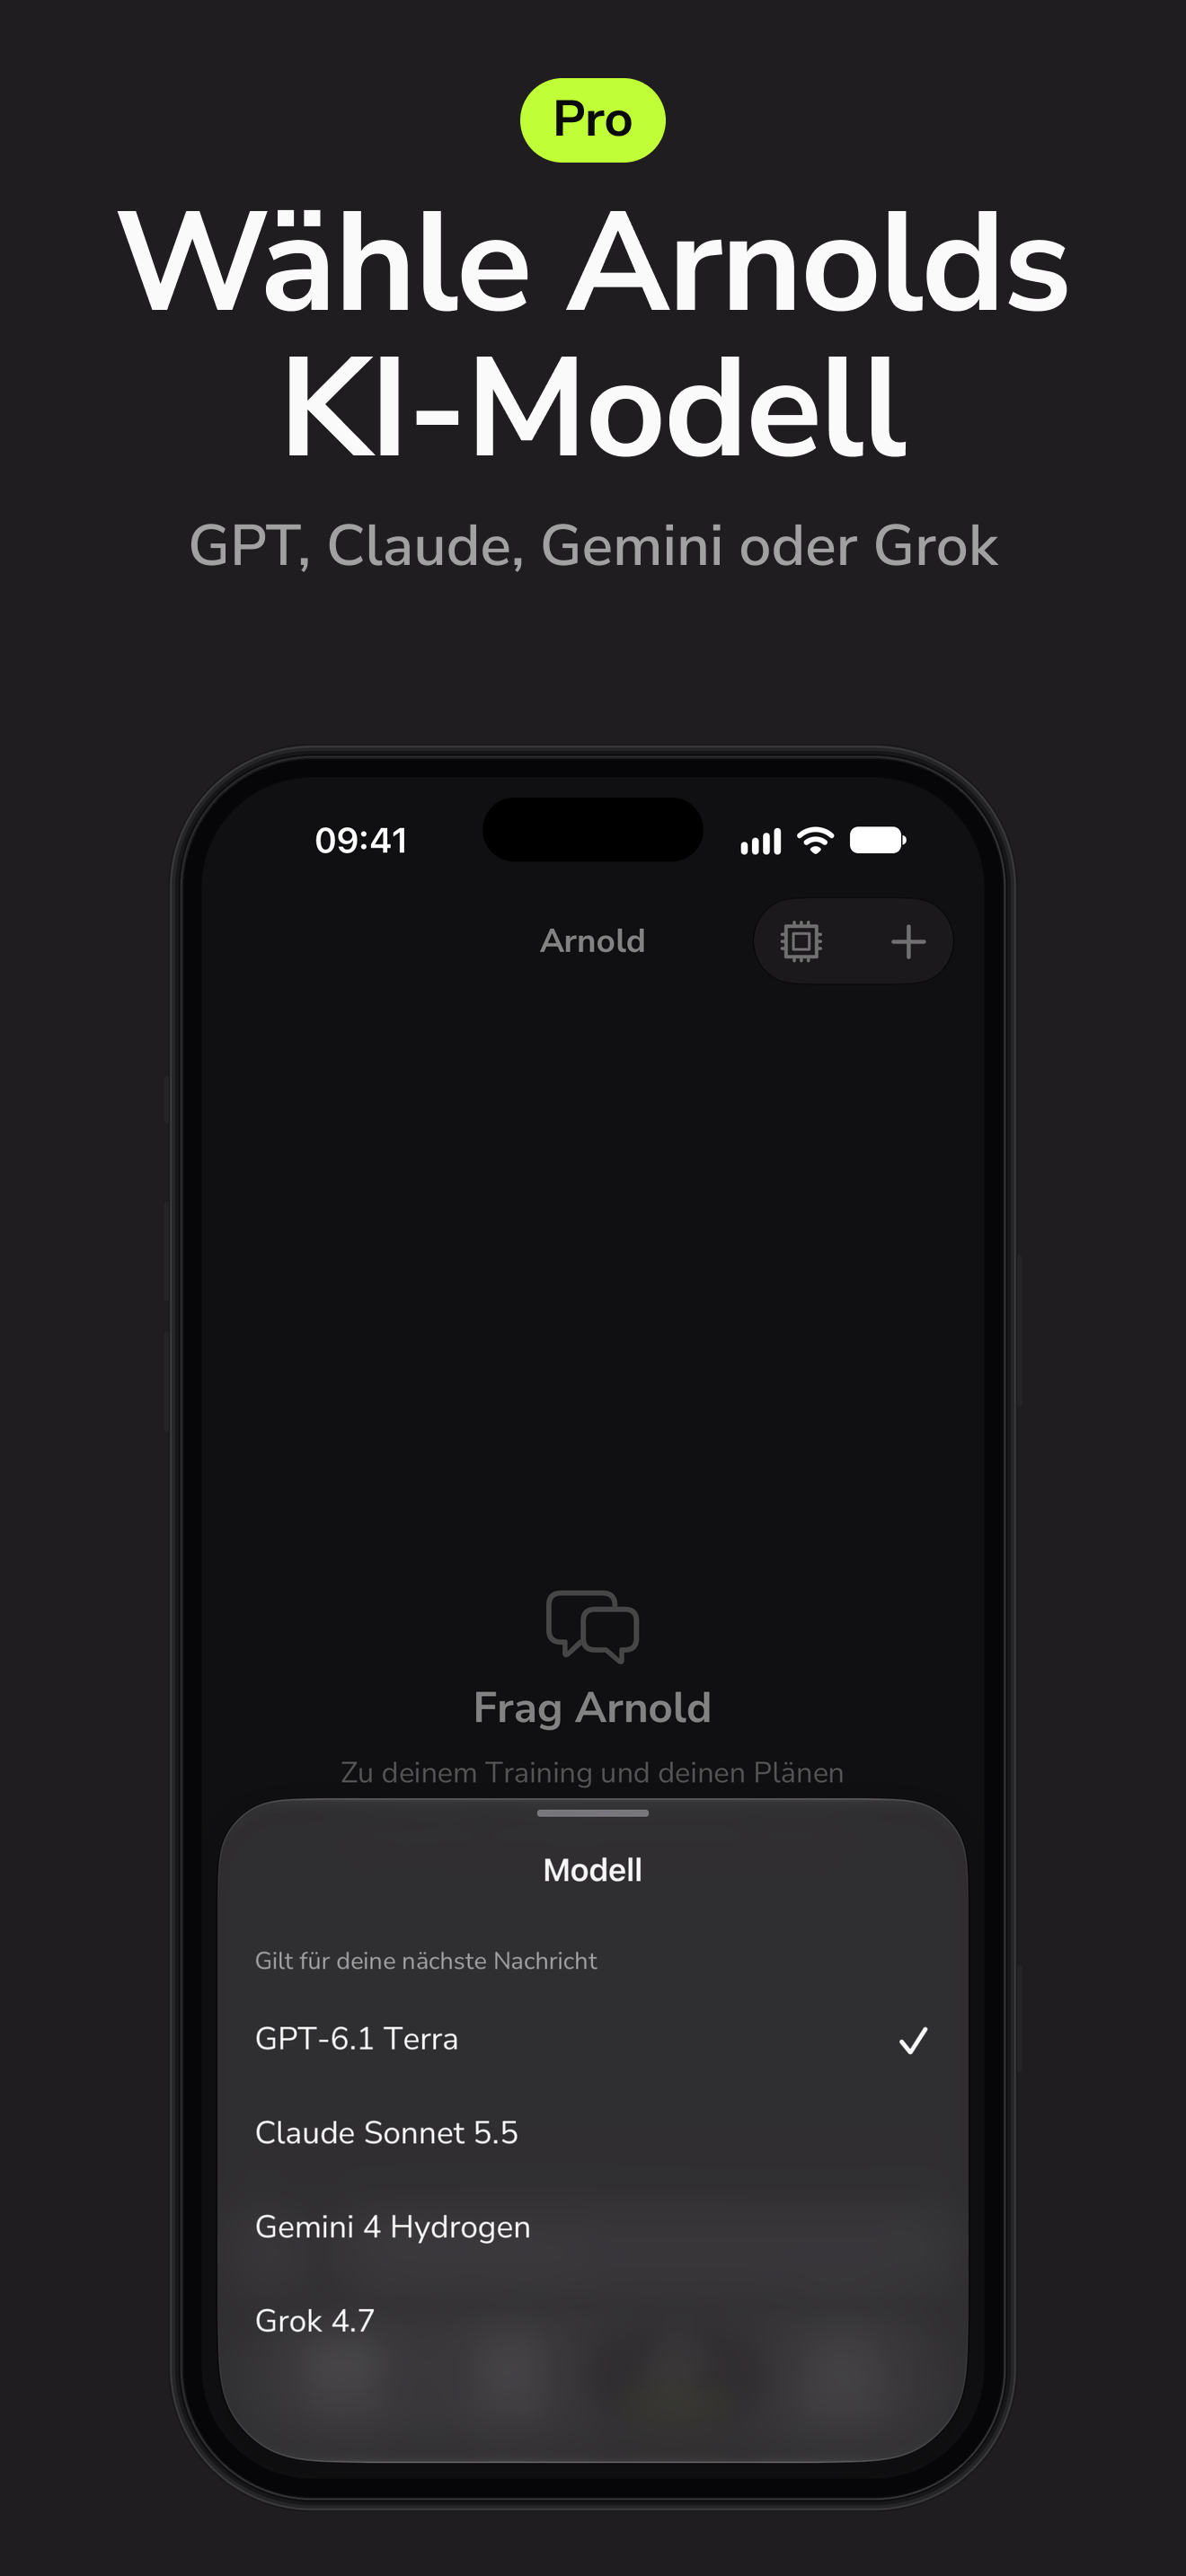 Pro
Wähle Arnolds
KI-Modell
GPT, Claude, Gemini oder Grok
09:41
Arnold
Frag Arnold
Zu deinem Training und deinen Plänen
Modell
Gilt für deine nächste Nachricht
GPT-6.1 Terra
Claude Sonnet 5.5
Gemini 4 Hydrogen
Grok 4.7